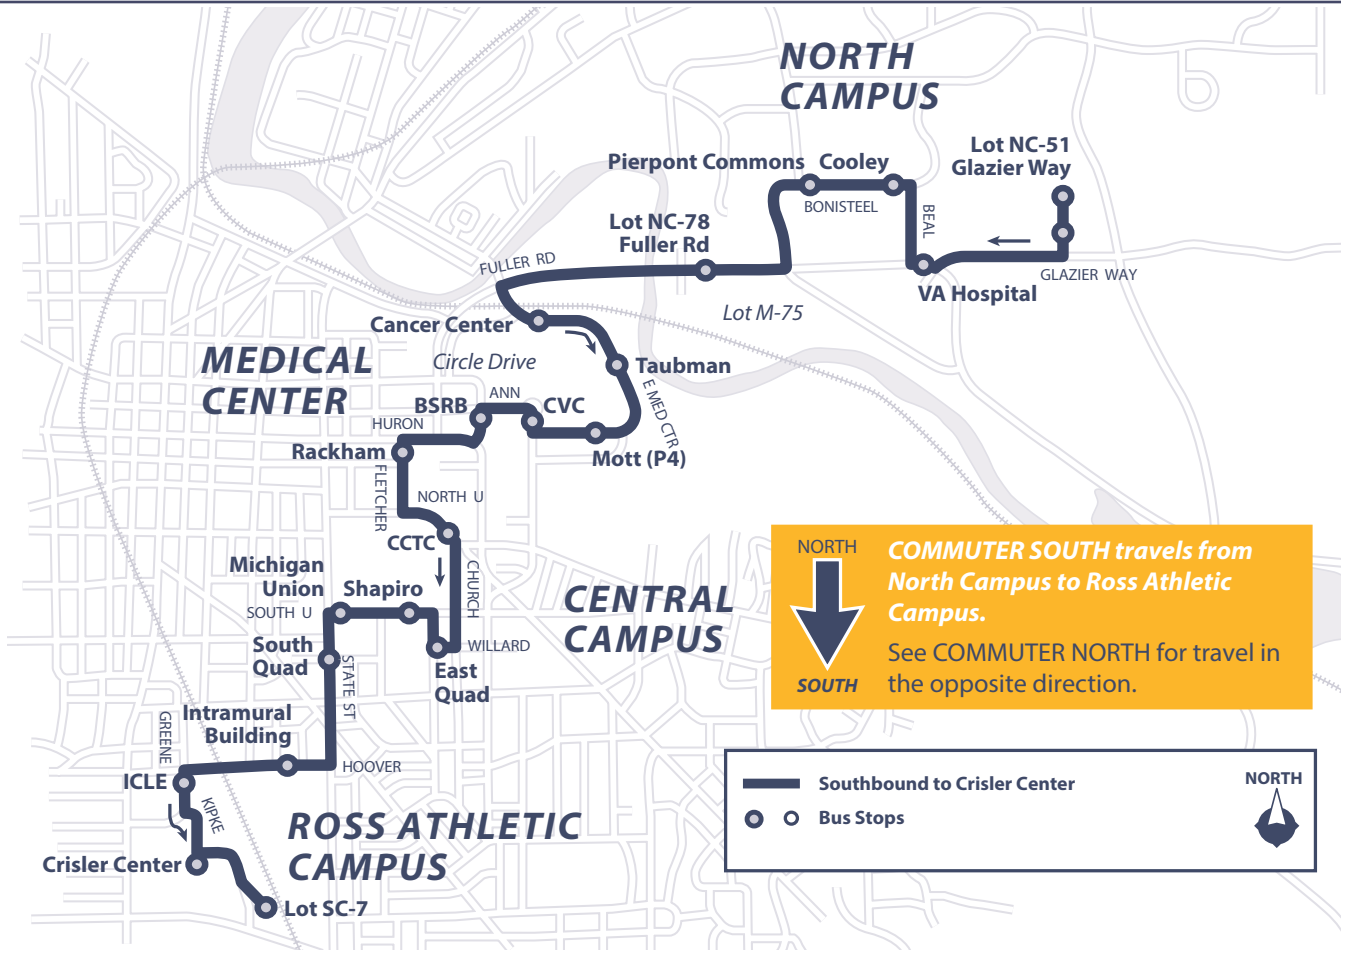 NORTH
CAMPUS
Lot NC-51
Glazier Way
Pierpont Commons
Cooley
BONISTEEL
BEAL
Lot NC-78
Fuller Rd
FULLER RD
GLAZIER WAY
VA Hospital
Lot M-75
Cancer Center
MEDICAL
CENTER
Circle Drive
Taubman
E MED CTR
ANN
BSRB
CVC
HURON
Rackham
Mott (P4)
FLETCHER
NORTH U
CCTC
CHURCH
Michigan
Union
Shapiro
SOUTH U
CENTRAL
CAMPUS
WILLARD
South
Quad
East
Quad
STATE ST
Intramural
Building
GREENE
HOOVER
ICLE
KIPKE
ROSS ATHLETIC
CAMPUS
Crisler Center
Lot SC-7
NORTH
SOUTH
COMMUTER SOUTH travels from
North Campus to Ross Athletic
Campus.
See COMMUTER NORTH for travel in
the opposite direction.
Southbound to Crisler Center
Bus Stops
NORTH